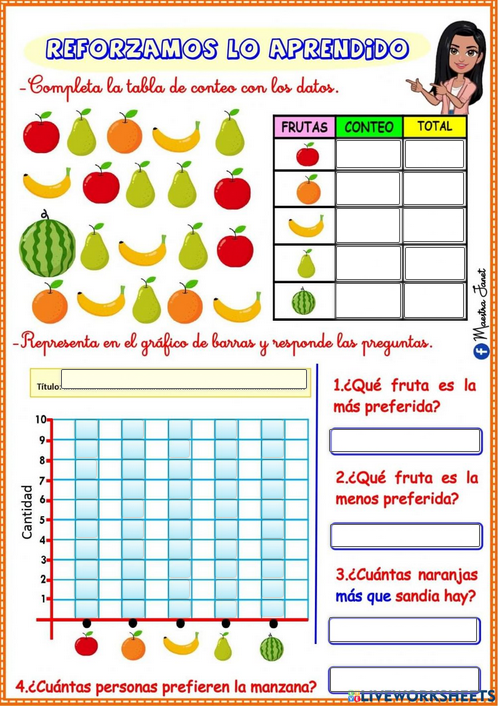 REFORZAMOS LO APRENDIDO
-Completa la tabla de conteo con los datos.
FRUTAS CONTEO TOTAL
Maestra Janet
-Representa en el gráfico de barras y responde las preguntas.
Título:
Cantidad
10
9
8
7
6
5
4
3
2
1
1.¿Qué fruta es la
más preferida?
2.¿Qué fruta es la
menos preferida?
3.¿Cuántas naranjas
más que sandia hay?
4.¿Cuántas personas prefieren la manzana?
LIVEWORKSHEETS